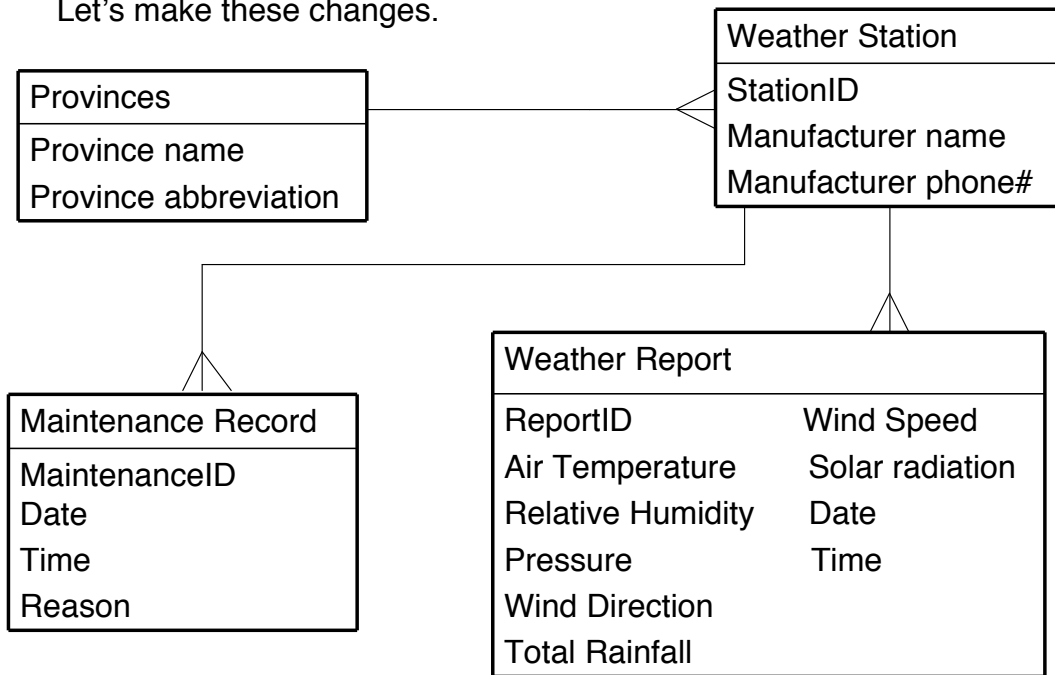 Let's make these changes.
Weather Station
StationID
Manufacturer name
Manufacturer phone#
Provinces
Province name
Province abbreviation
Maintenance Record
MaintenanceID
Date
Time
Reason
Weather Report
ReportID Wind Speed
Air Temperature Solar radiation
Relative Humidity Date
Pressure Time
Wind Direction
Total Rainfall